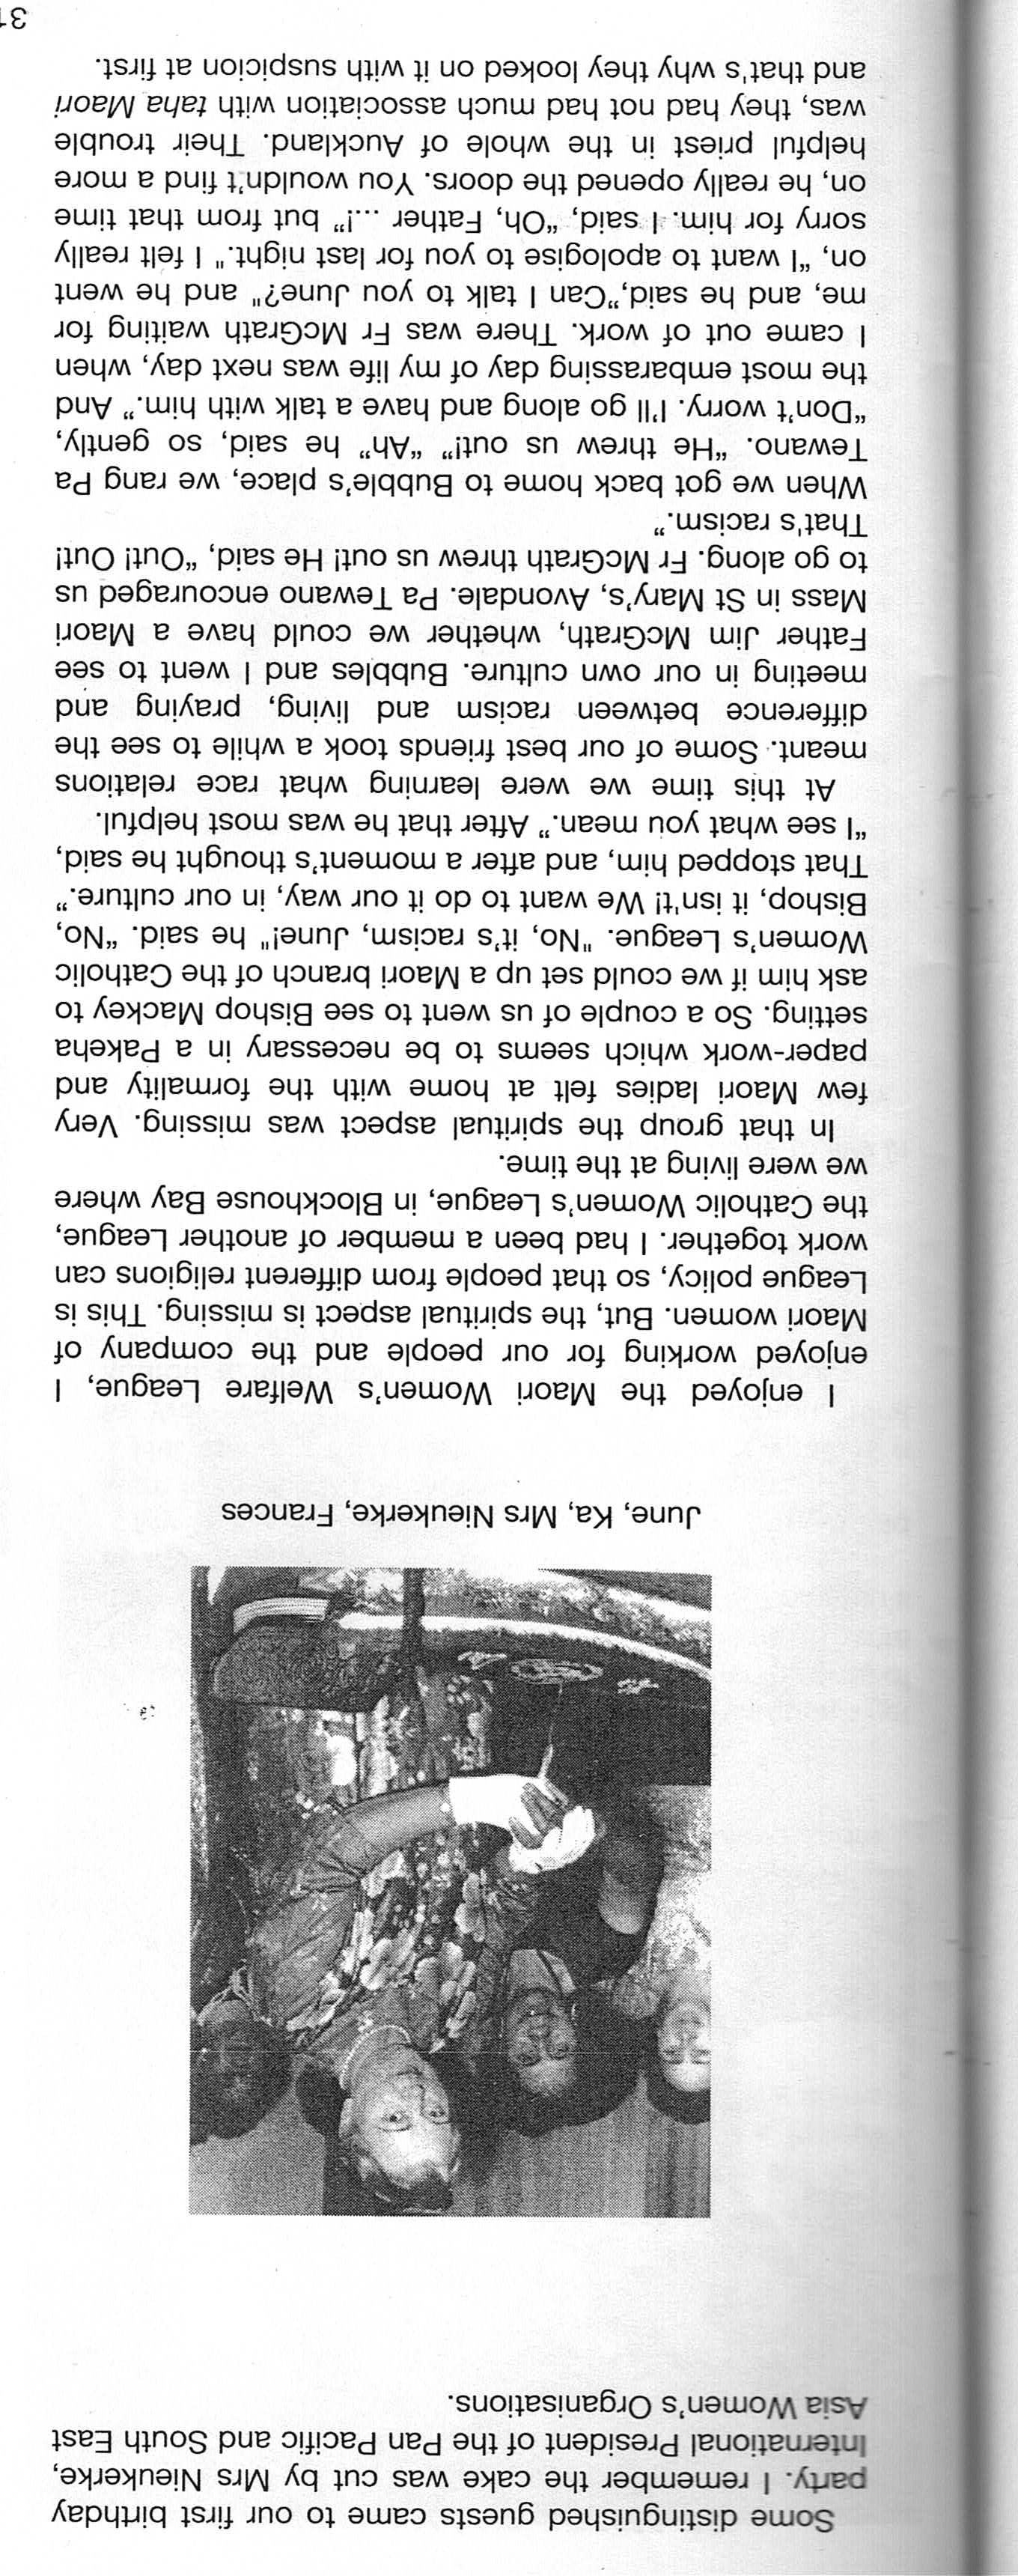 Some distinguished guests came to our first birthday
party. I remember the cake was cut by Mrs Nieukerke,
International President of the Pan Pacific and South East
Asia Women's Organisations.
June, Ka, Mrs Nieukerke, Frances
I enjoyed the Maori Women's Welfare League, I
enjoyed working for our people and the company of
Maori women. But, the spiritual aspect is missing. This is
League policy, so that people from different religions can
work together. I had been a member of another League,
the Catholic Women's League, in Blockhouse Bay where
we were living at the time.
In that group the spiritual aspect was missing. Very
few Maori ladies felt at home with the formality and
paper-work which seems to be necessary in a Pakeha
setting. So a couple of us went to see Bishop Mackey to
ask him if we could set up a Maori branch of the Catholic
Women's League. "No, it's racism, June!" he said. “No,
Bishop, it isn't! We want to do it our way, in our culture.”
That stopped him, and after a moment's thought he said,
“I see what you mean.” After that he was most helpful.
At this time we were learning what race relations
meant. Some of our best friends took a while to see the
difference between racism and living, praying and
meeting in our own culture. Bubbles and I went to see
Father Jim McGrath, whether we could have a Maori
Mass in St Mary's, Avondale. Pa Tewano encouraged us
to go along. Fr McGrath threw us out! He said, “Out! Out!
That's racism.”
When we got back home to Bubble's place, we rang Pa
Tewano. “He threw us out!” “Ah” he said, so gently,
“Don't worry. I'll go along and have a talk with him.” And
the most embarassing day of my life was next day, when
I came out of work. There was Fr McGrath waiting for
me, and he said,”Can I talk to you June?" and he went
on, “I want to apologise to you for last night." I felt really
sorry for him. I said, “Oh, Father ...!” but from that time
on, he really opened the doors. You wouldn't find a more
helpful priest in the whole of Auckland. Their trouble
was, they had not had much association with taha Maori
and that's why they looked on it with suspicion at first.
31